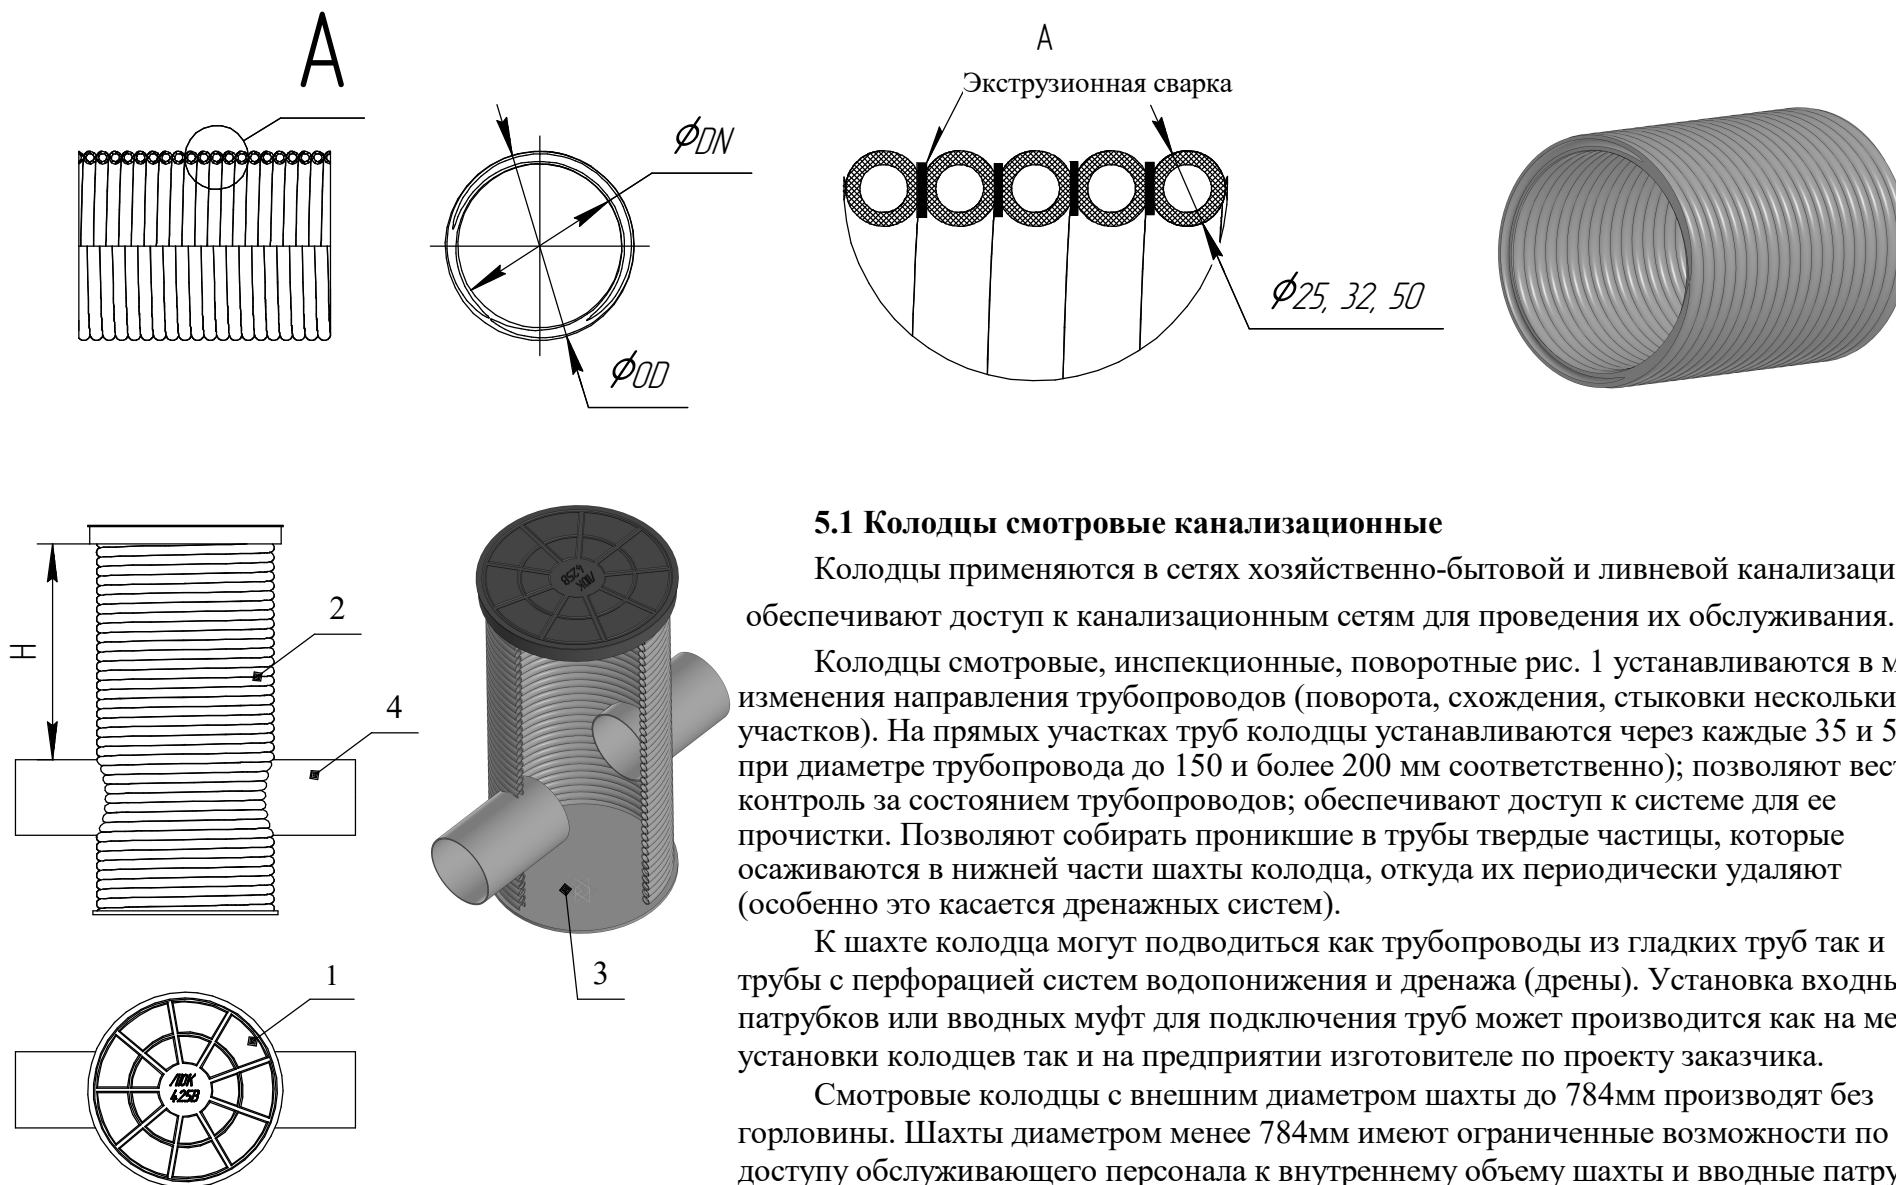 A
A
Экструзионная сварка
ϕDN
ϕOD
ϕ25, 32, 50
H
2
4
3
1
ЛЮК
425В
ЛЮК
425В
5.1 Колодцы смотровые канализационные
Колодцы применяются в сетях хозяйственно-бытовой и ливневой канализаци
обеспечивают доступ к канализационным сетям для проведения их обслуживания.
Колодцы смотровые, инспекционные, поворотные рис. 1 устанавливаются в м
изменения направления трубопроводов (поворота, схождения, стыковки нескольки
участков). На прямых участках труб колодцы устанавливаются через каждые 35 и 5
при диаметре трубопровода до 150 и более 200 мм соответственно); позволяют вест
контроль за состоянием трубопроводов; обеспечивают доступ к системе для ее
прочистки. Позволяют собирать проникшие в трубы твердые частицы, которые
осаживаются в нижней части шахты колодца, откуда их периодически удаляют
(особенно это касается дренажных систем).
К шахте колодца могут подводиться как трубопроводы из гладких труб так и
трубы с перфорацией систем водопонижения и дренажа (дрены). Установка входны
патрубков или вводных муфт для подключения труб может производится как на ме
установки колодцев так и на предприятии изготовителе по проекту заказчика.
Смотровые колодцы с внешним диаметром шахты до 784мм производят без
горловины. Шахты диаметром менее 784мм имеют ограниченные возможности по
доступу обслуживающего персонала к внутреннему объему шахты и вводные патру